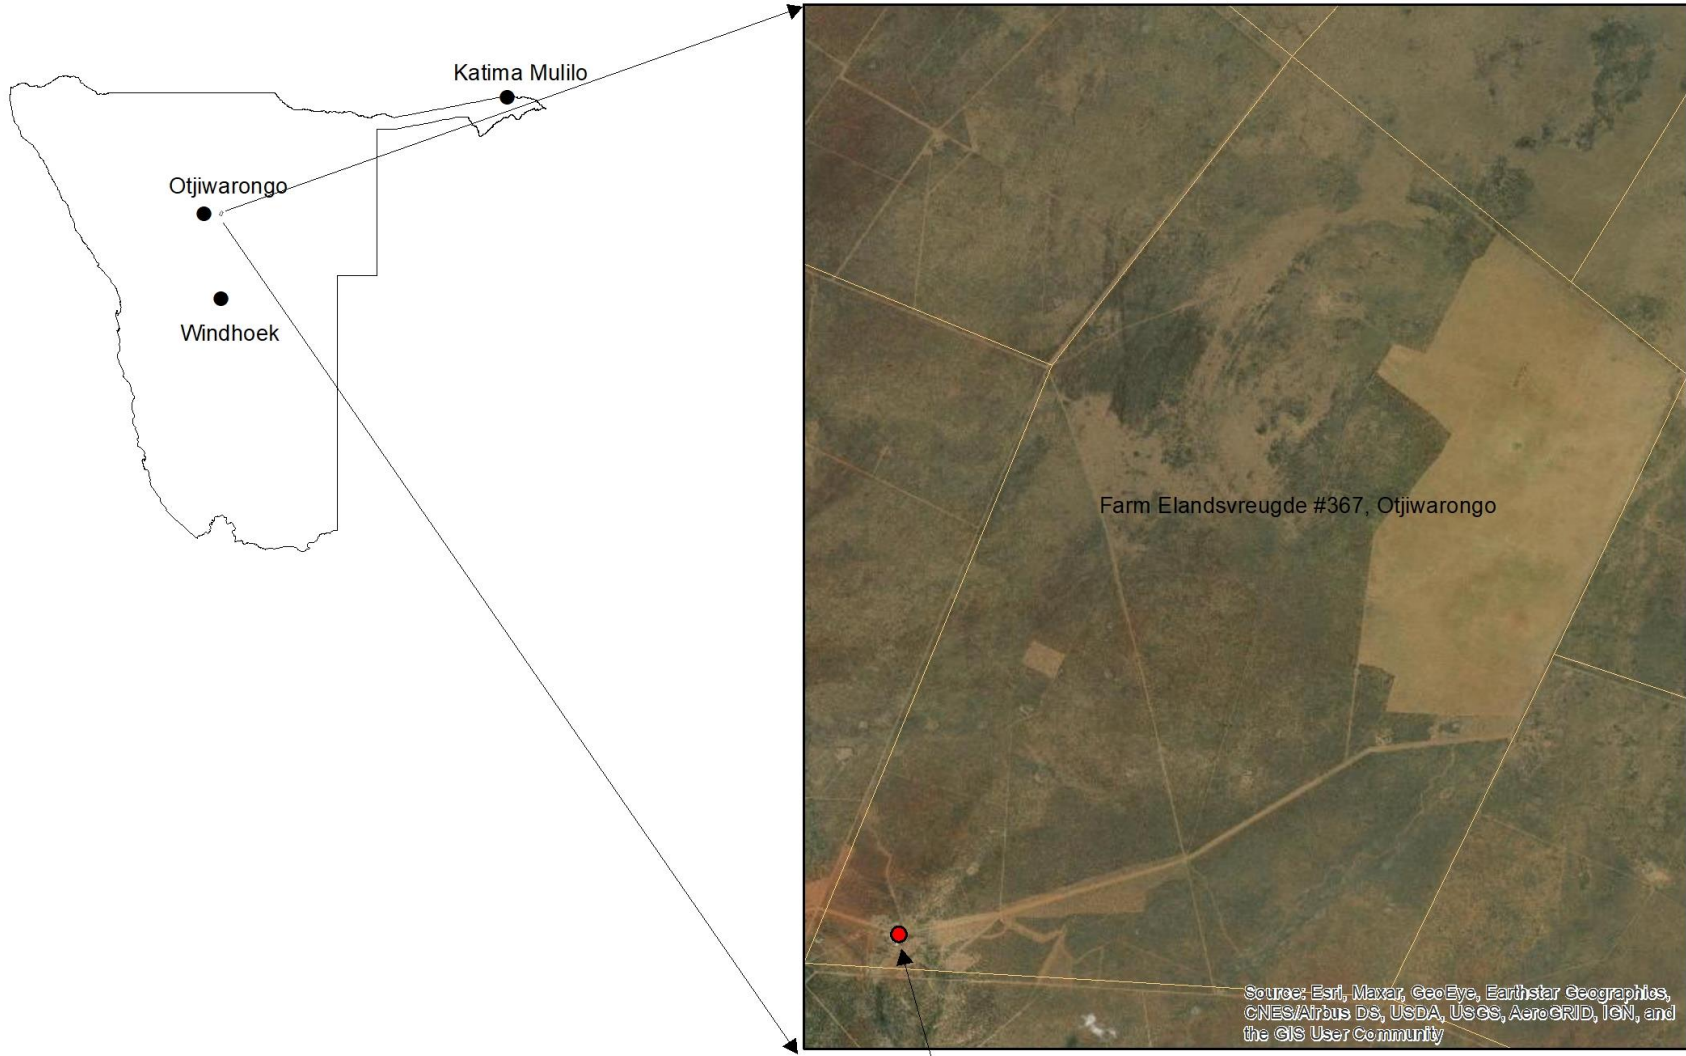 Katima Mulilo
Otjiwarongo
Windhoek
Farm Elandsvreugde #367, Otjiwarongo
Source: Esri, Maxar, GeoEye, Earthstar Geographics,
CNES/Airbus DS, USDA, USGS, AeroGRID, IGN, and
the GIS User Community